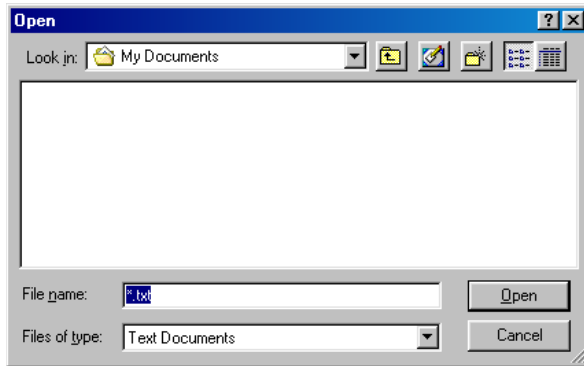 Open
Look in: My Documents
File name: *.txt Open
Files of type: Text Documents Cancel